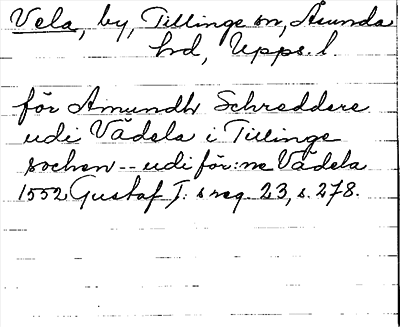 Vela, by, Tillinge sn, Åsunda
hd, Upps. l
för Amundh Schreddere
udi Vädela i Tillinge
sochen -- udi för:ne Vädela
1552 Gustaf I:s reg. 23, s. 278.